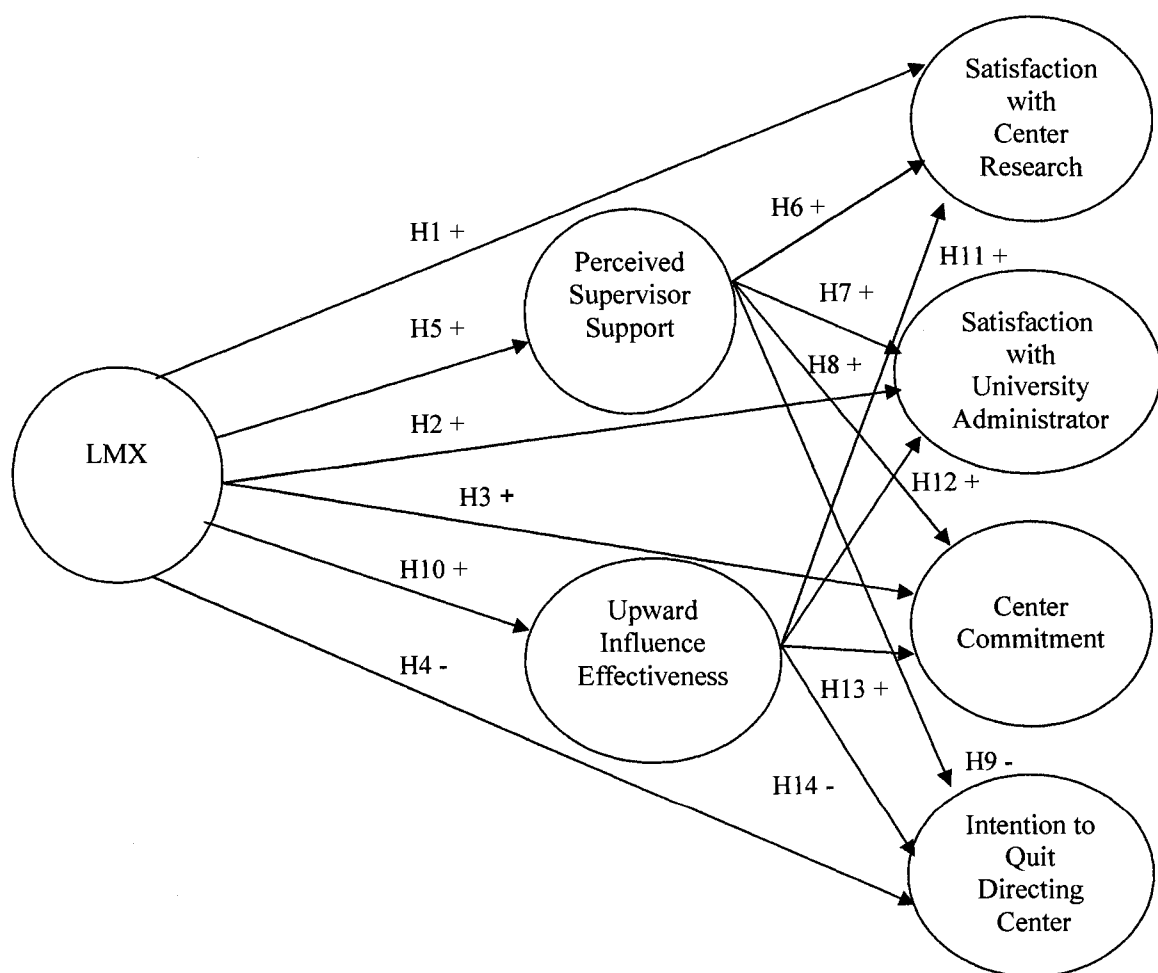 Satisfaction
with
Center
Research
H1 +
H6 +
Perceived
Supervisor
Support
H11 +
H7 +
H5 +
Satisfaction
with
University
Administrator
H8 +
H2 +
LMX
H3 +
H12 +
H10 +
Upward
Influence
Effectiveness
Center
Commitment
H4 -
H13 +
H9 -
H14 -
Intention to
Quit
Directing
Center